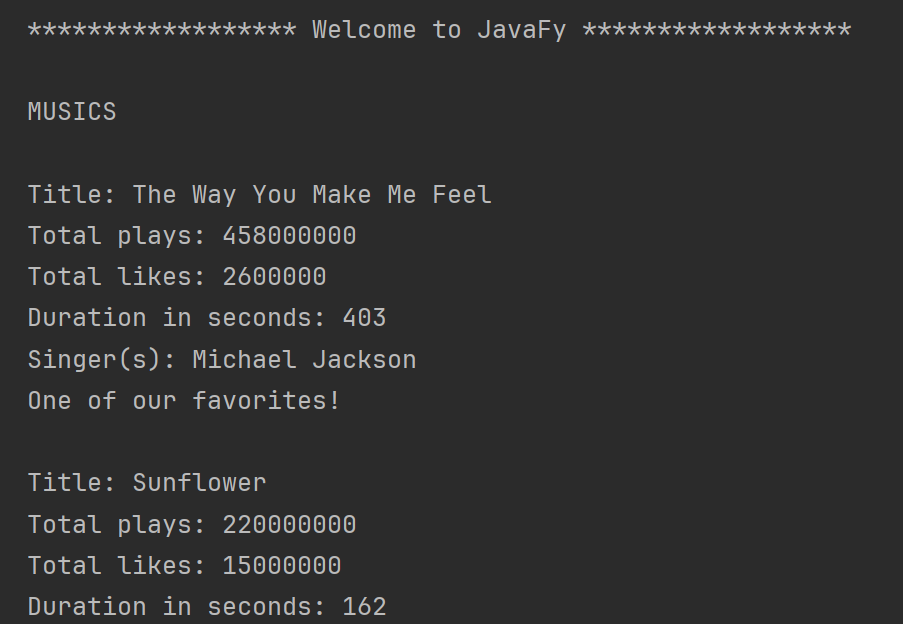 ****************** Welcome to JavaFy ******************
MUSICS
Title: The Way You Make Me Feel
Total plays: 458000000
Total likes: 2600000
Duration in seconds: 403
Singer(s): Michael Jackson
One of our favorites!
Title: Sunflower
Total plays: 220000000
Total likes: 15000000
Duration in seconds: 162